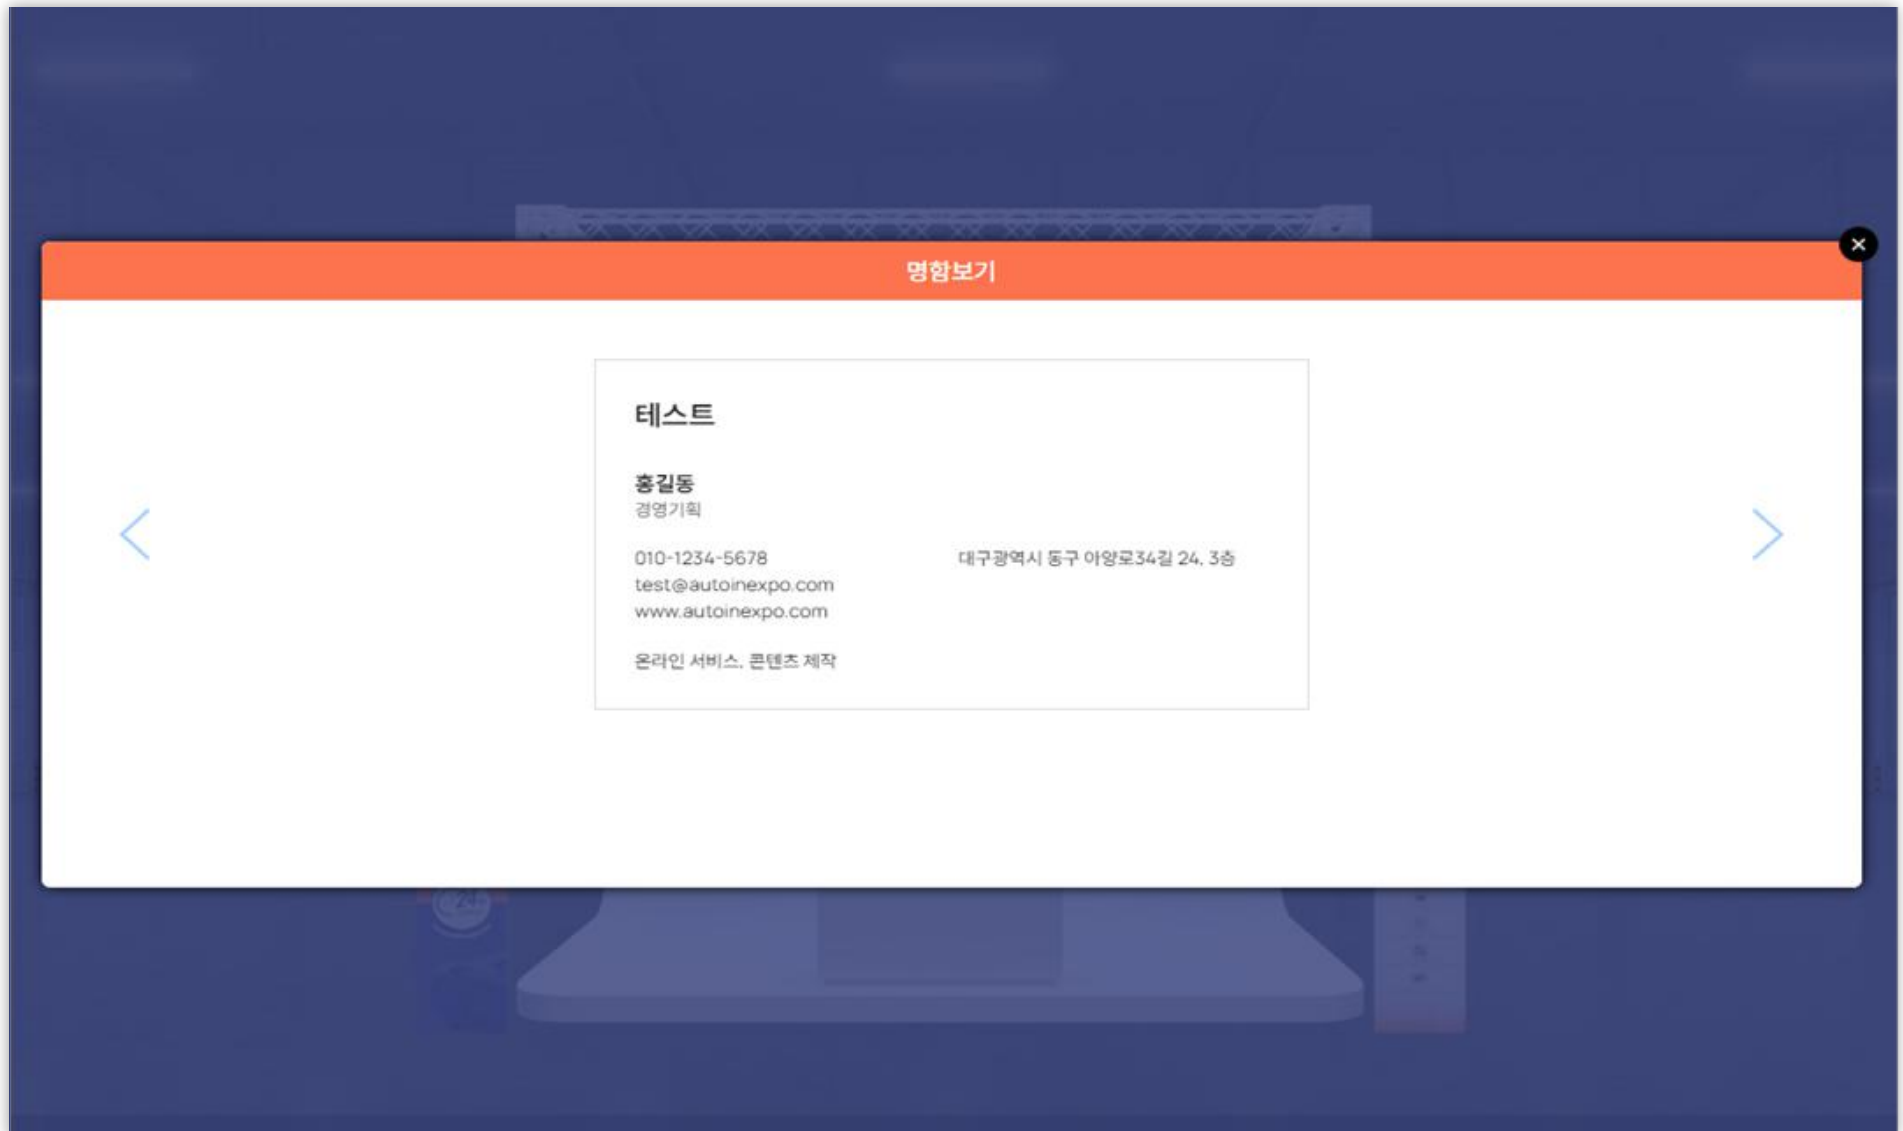 명함보기
테스트
홍길동
경영기획
010-1234-5678
대구광역시 동구 아양로34길 24, 3층
test@autoinexpo.com
www.autoinexpo.com
온라인 서비스, 콘텐츠 제작
24